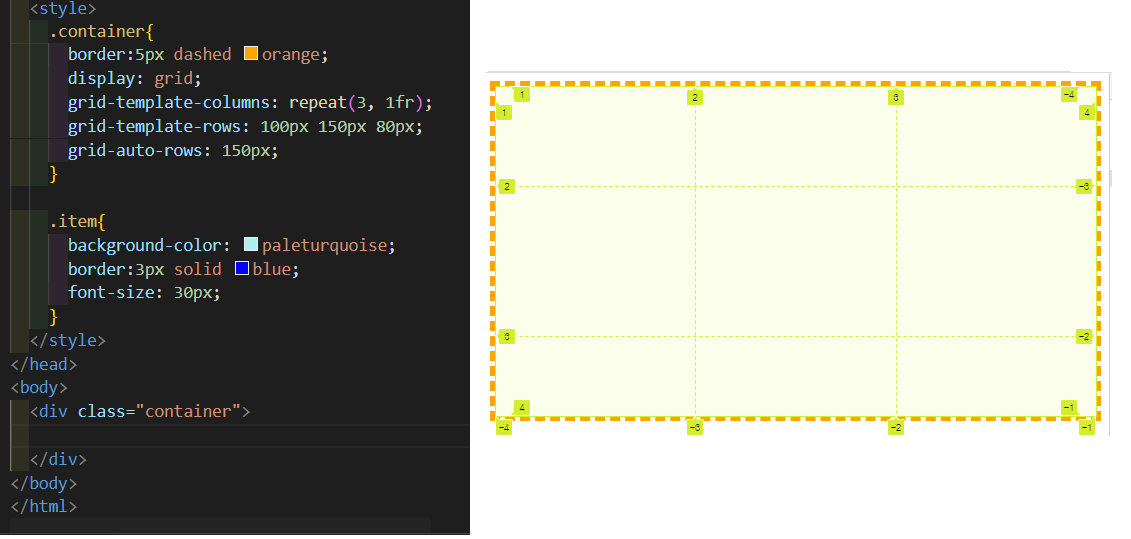 <style>
.container{
border:5px dashed orange;
display: grid;
grid-template-columns: repeat(3, 1fr);
grid-template-rows: 100px 150px 80px;
grid-auto-rows: 150px;
}
.item{
background-color: paleturquoise;
border:3px solid blue;
font-size: 30px;
}
</style>
</head>
<body>
<div class="container">
</div>
</body>
</html>
1 2 3 -4
1 4
2 -3
3 -2
4 -1
-4 -3 -2 -1